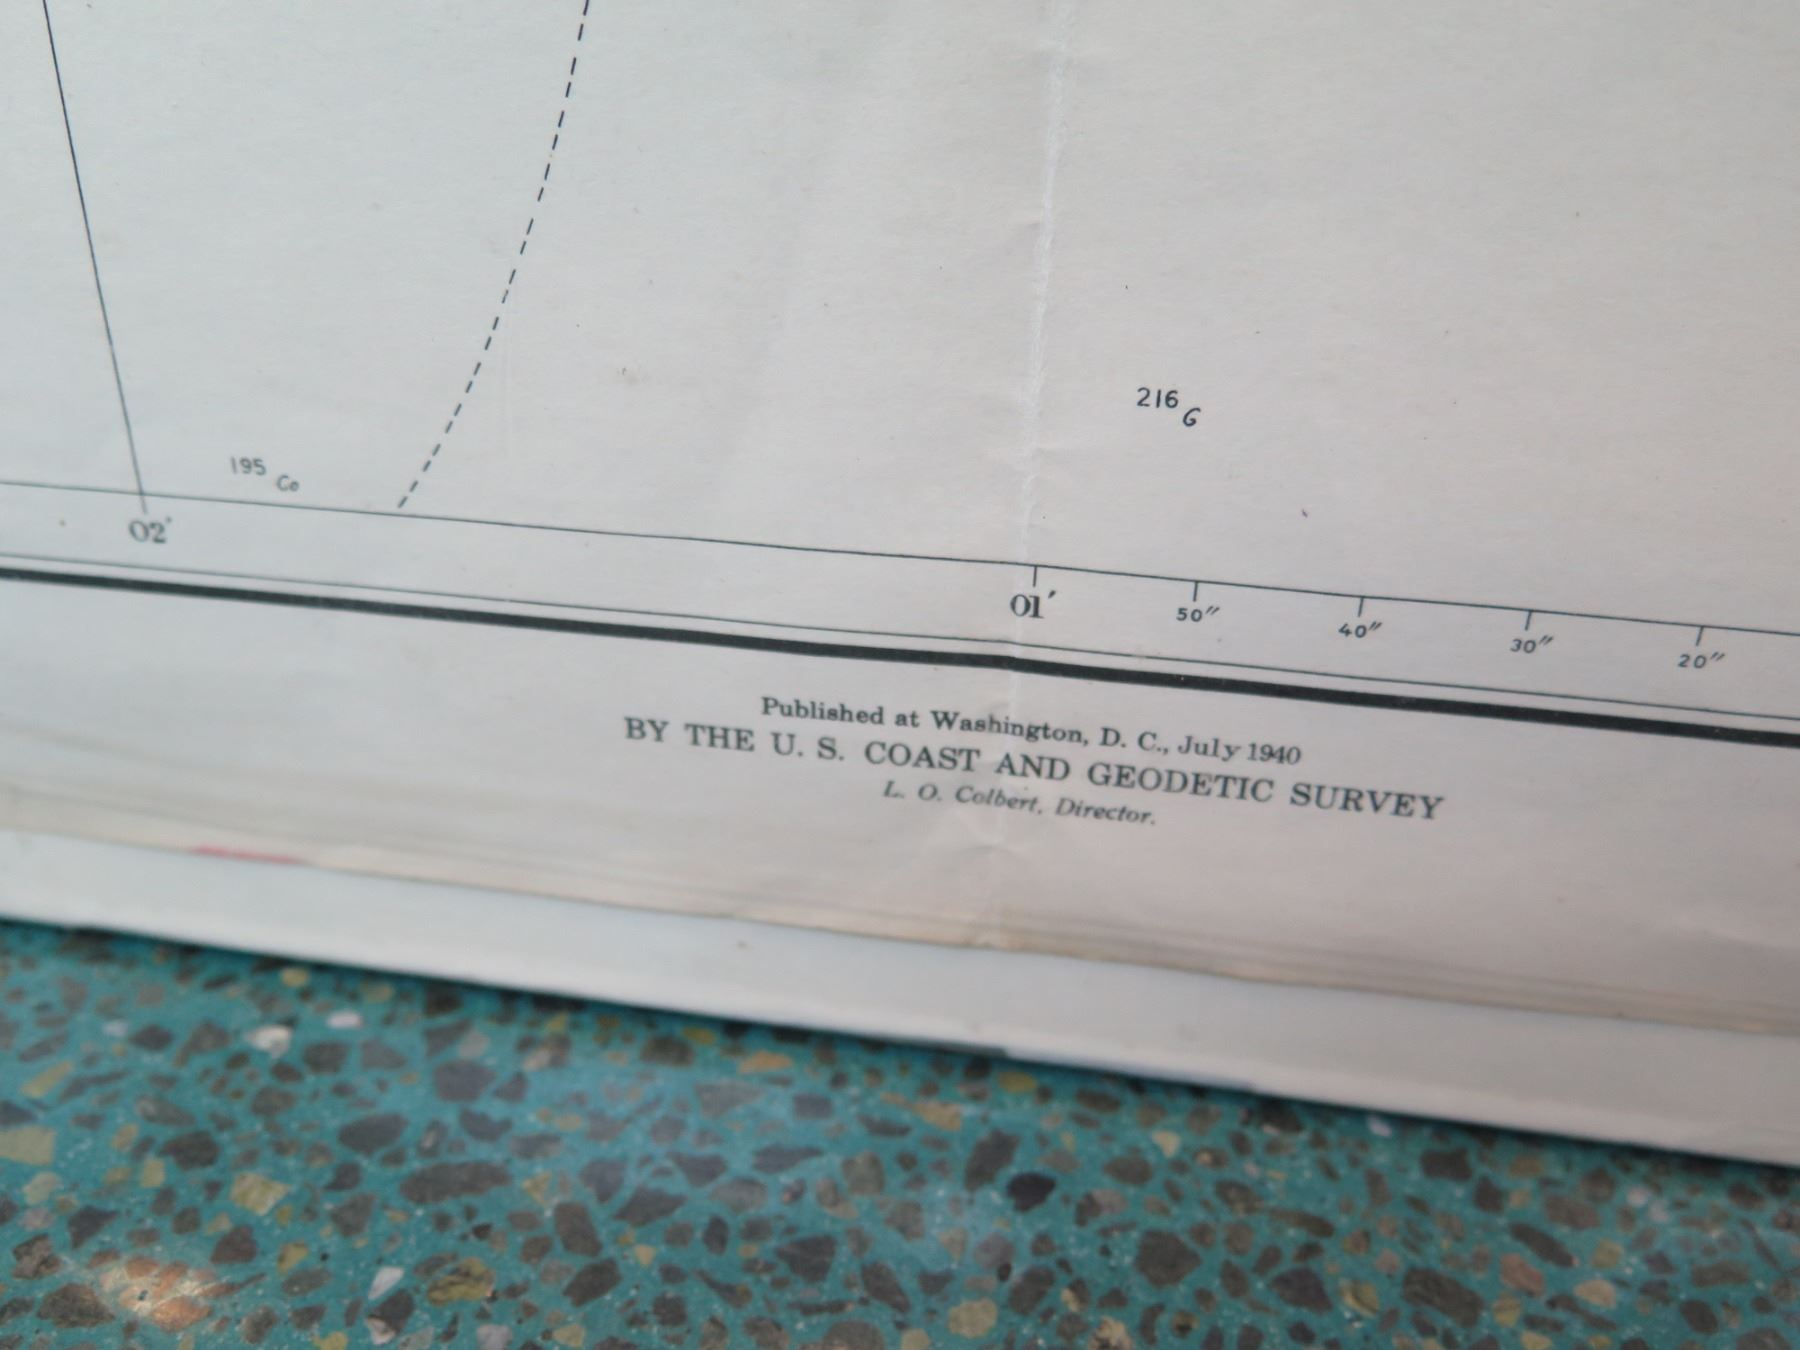 216 G
195 Co
02'
01' 50" 40" 30" 20"
Published at Washington, D. C., July 1940
BY THE U. S. COAST AND GEODETIC SURVEY
L. O. Colbert, Director.